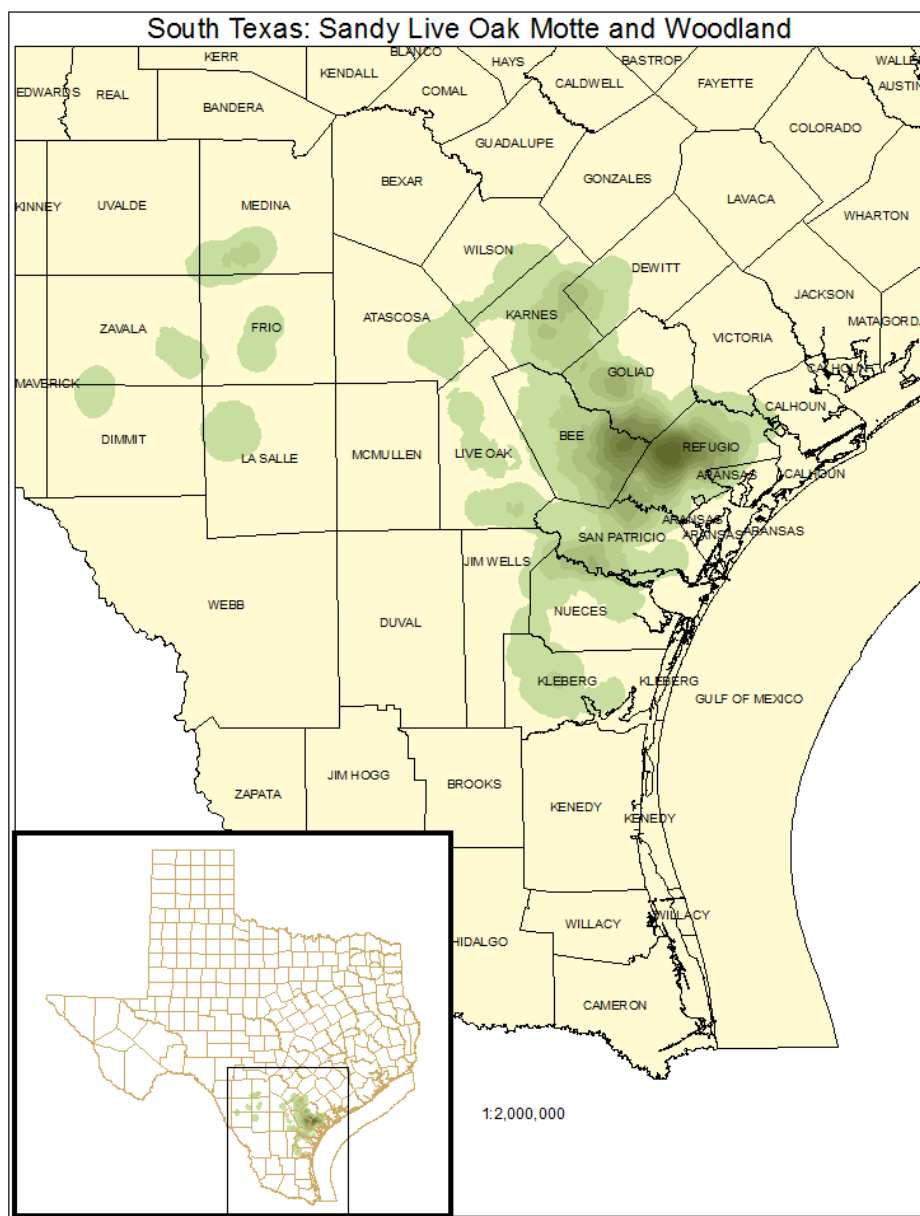 South Texas: Sandy Live Oak Motte and Woodland
KERR
BLANCO
HAYS
BASTROP
WALLER
KENDALL
COMAL
CALDWELL
FAYETTE
AUSTIN
EDWARDS
REAL
BANDERA
COLORADO
GUADALUPE
BEXAR
GONZALES
LAVACA
KINNEY
UVALDE
MEDINA
WHARTON
WILSON
DEWITT
JACKSON
ZAVALA
FRIO
ATASCOSA
KARNES
VICTORIA
MATAGORDA
CALHOUN
GOLIAD
MAVERICK
CALHOUN
DIMMIT
LA SALLE
MCMULLEN
LIVE OAK
BEE
REFUGIO
ARANSAS
CALHOUN
ARANSAS
ARANSAS
ARANSAS
SAN PATRICIO
JIM WELLS
WEBB
DUVAL
NUECES
KLEBERG
KLEBERG
GULF OF MEXICO
ZAPATA
JIM HOGG
BROOKS
KENEDY
KENEDY
WILLACY
WILLACY
HIDALGO
CAMERON
1:2,000,000